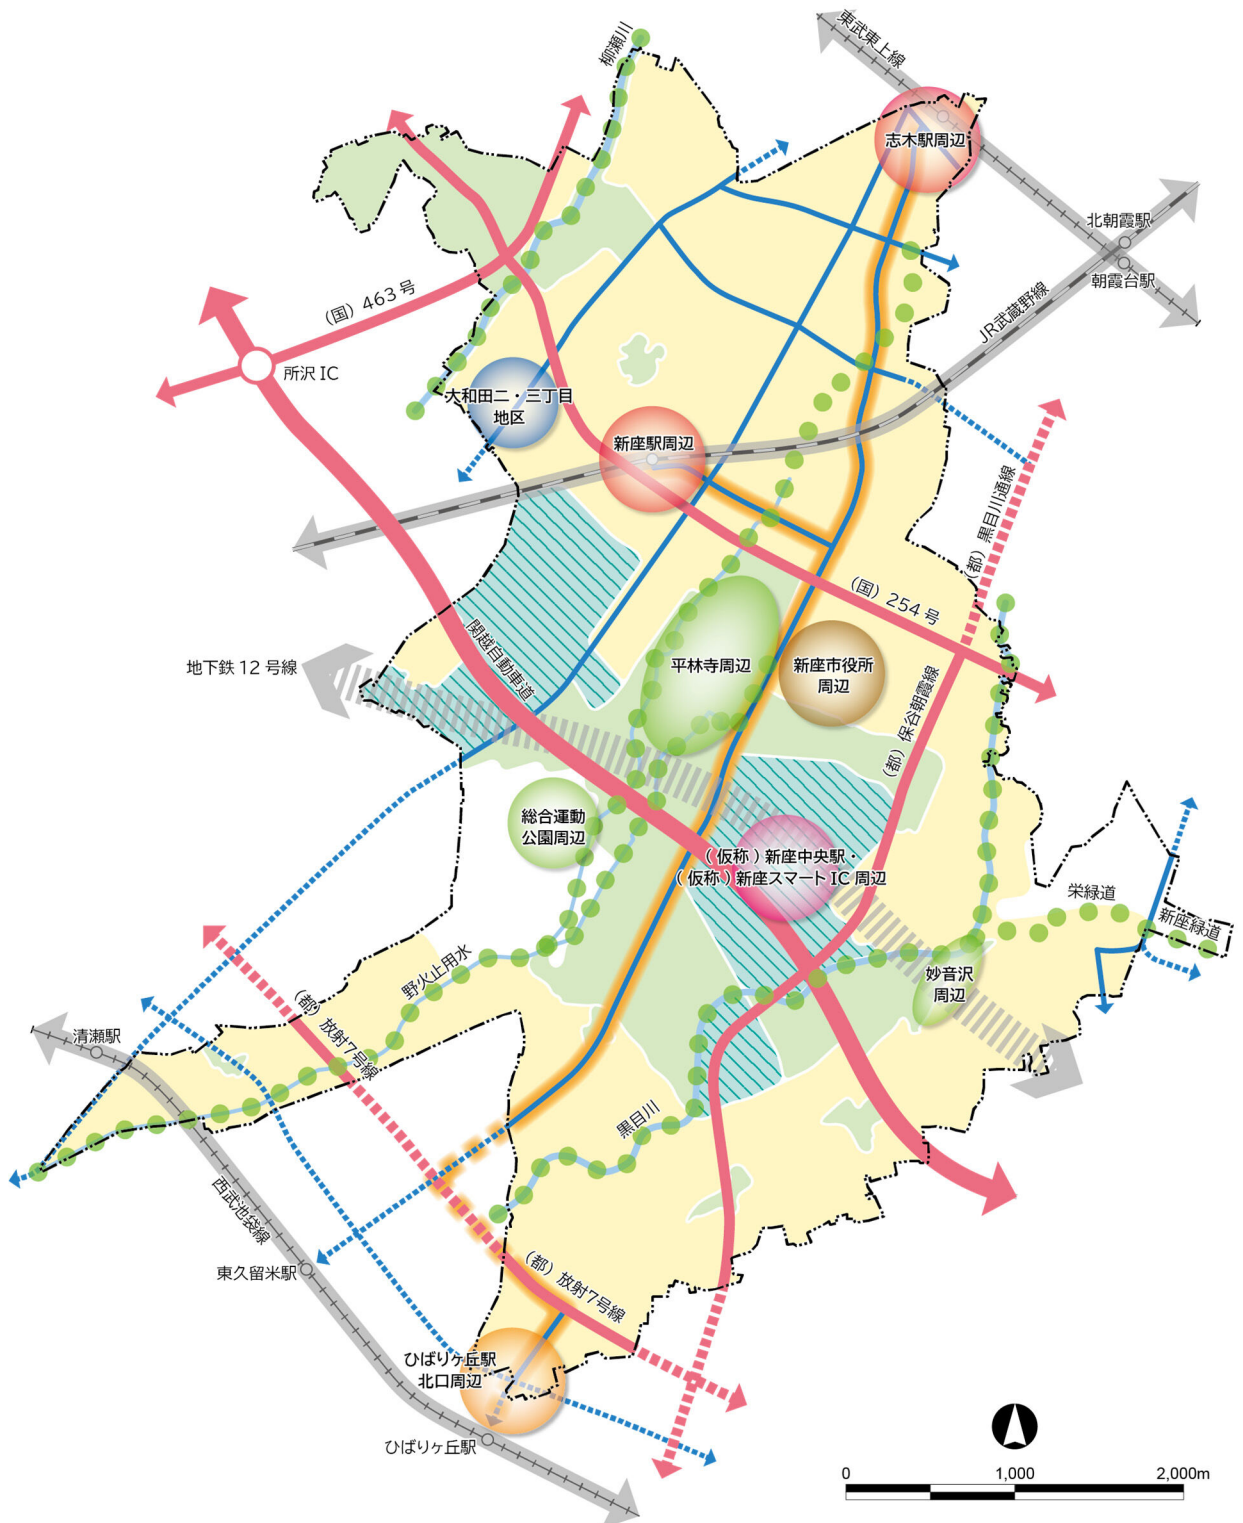 柳瀬川
東武東上線
志木駅周辺
北朝霞駅
朝霞台駅
JR武蔵野線
（国）463号
所沢 IC
大和田二・三丁目
地区
新座駅周辺
（都）黒目川通線
（国）254号
関越自動車道
地下鉄 12 号線
平林寺周辺
新座市役所
周辺
（都）保谷朝霞線
総合運動
公園周辺
（仮称）新座中央駅・
（仮称）新座スマート IC 周辺
栄緑道
新座緑道
妙音沢
周辺
野火止用水
（都）放射7号線
清瀬駅
黒目川
西武池袋線
東久留米駅
（都）放射7号線
ひばりヶ丘駅
北口周辺
ひばりヶ丘駅
0 1,000 2,000m